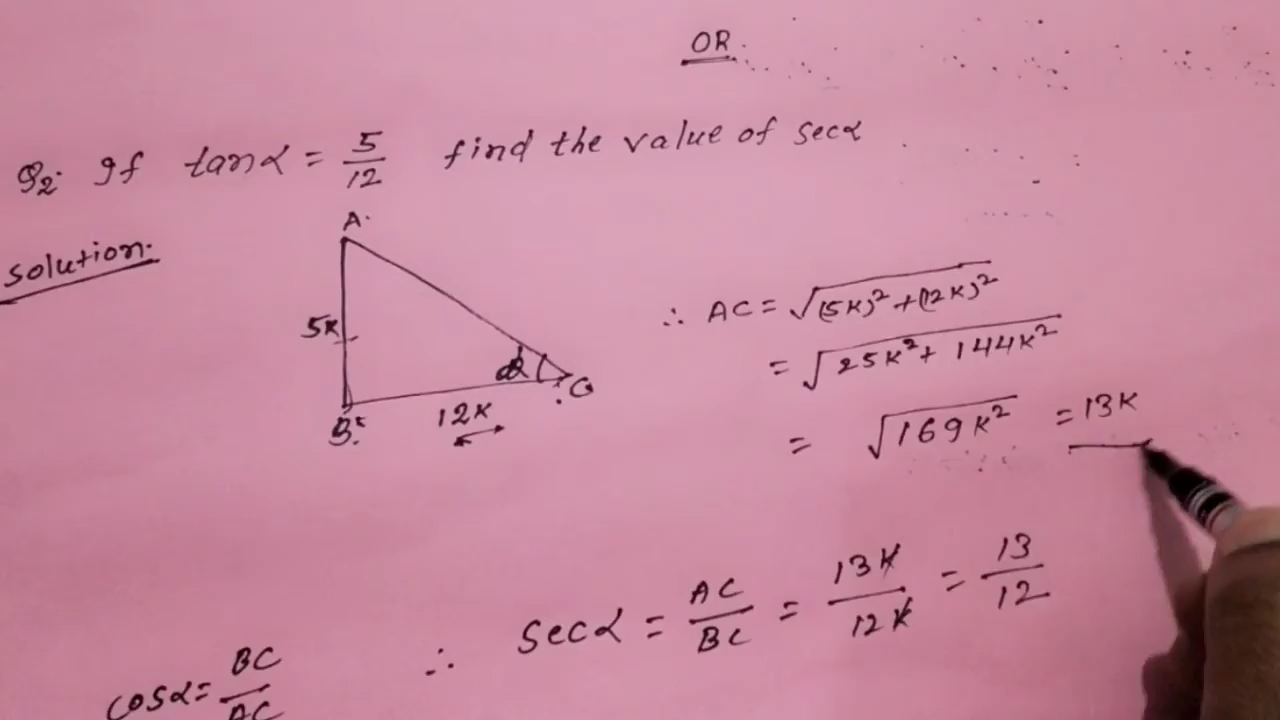 OR.
Q2. If tanα = 5/12 find the value of secα
Solution.
A.
5K
B.
12K
α
C
∴ AC = √(5K)² + (12K)²
= √25K² + 144K²
= √169K² = 13K
∴ secα = AC/BC = 13K/12K = 13/12
cosα = BC/AC